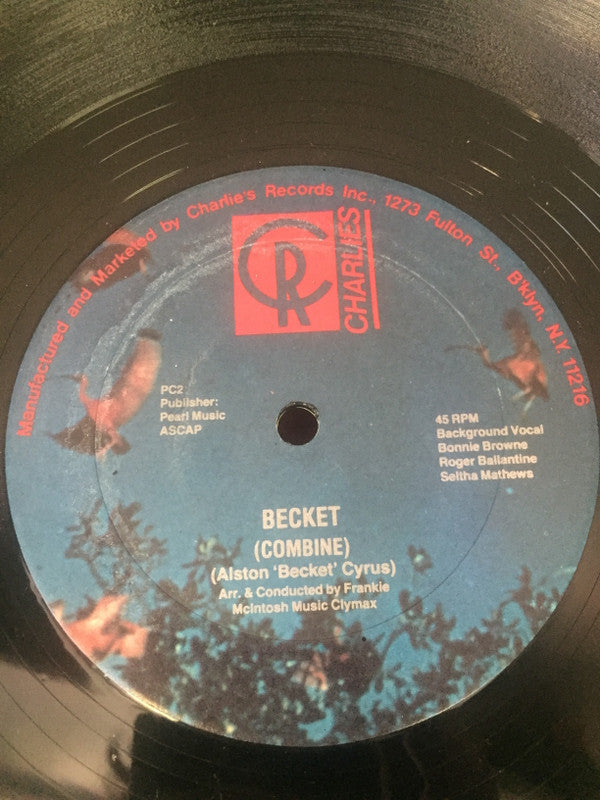 Manufactured and Marketed by Charlie's Records Inc., 1273 Fulton St., B'klyn, N.Y. 11216
CR
CHARLIES
PC2
Publisher:
Pearl Music
ASCAP
45 RPM
Background Vocal
Bonnie Browne
Roger Ballantine
Seltha Mathews
BECKET
(COMBINE)
(Alston 'Becket' Cyrus)
Arr. & Conducted by Frankie
McIntosh Music Clymax